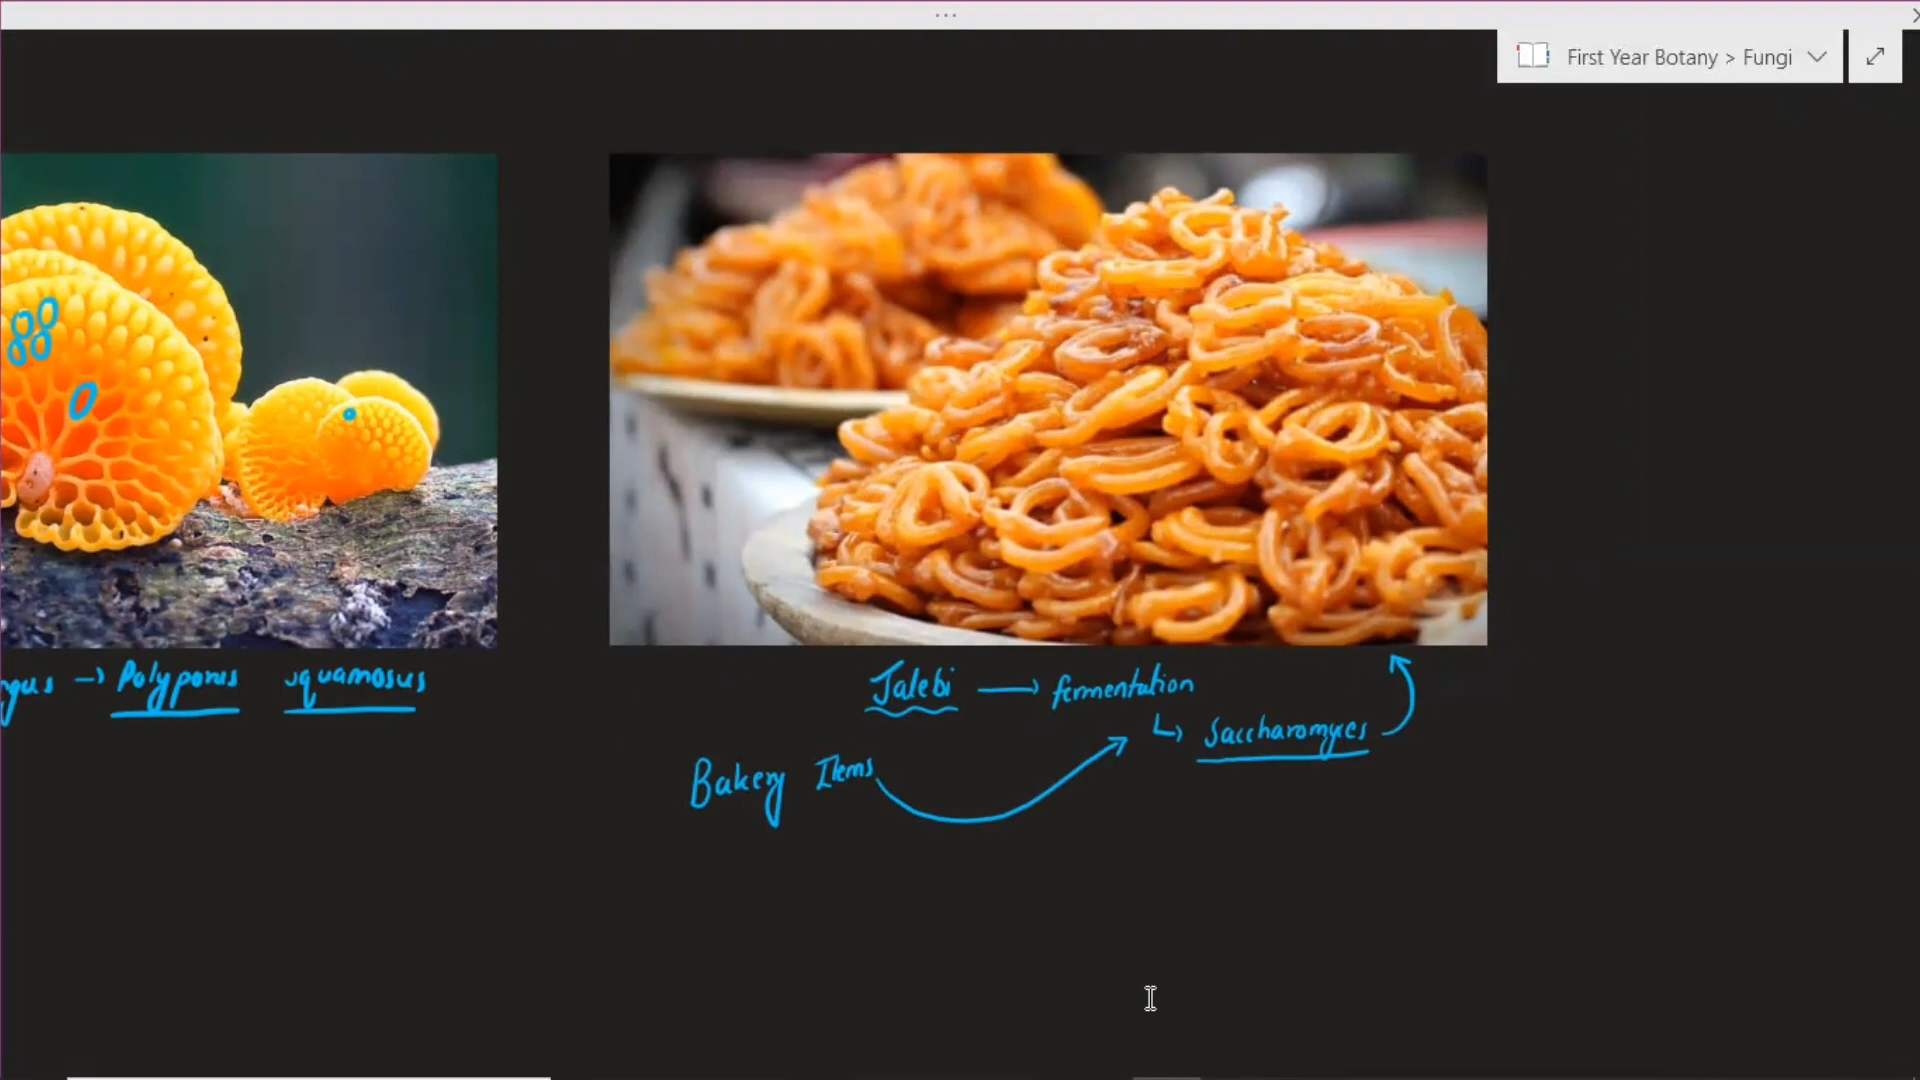 First Year Botany > Fungi
gus → Polyporus squamosus
Jalebi → fermentation
↳ Saccharomyces
Bakery Items